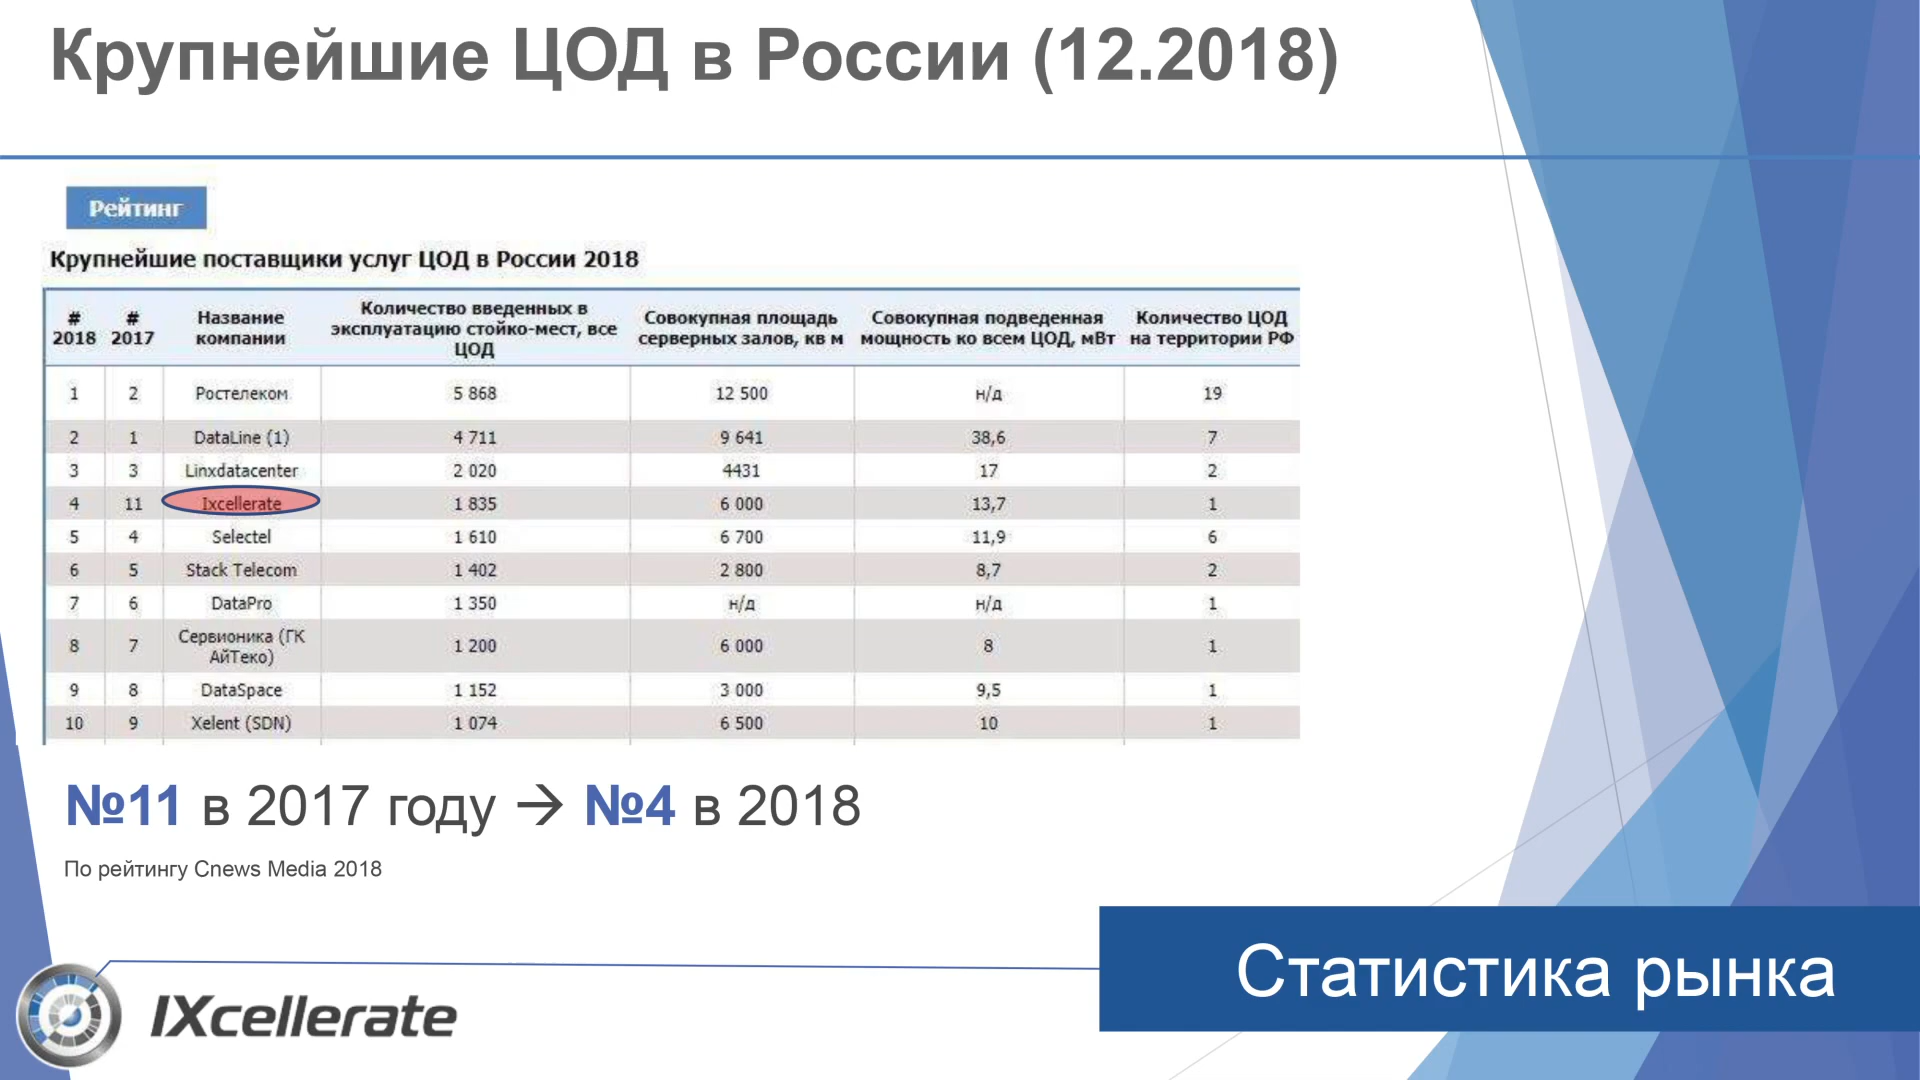 Крупнейшие ЦОД в России (12.2018)
Рейтинг
Крупнейшие поставщики услуг ЦОД в России 2018
# 2018 # 2017 Название компании Количество введенных в эксплуатацию стойко-мест, все ЦОД Совокупная площадь серверных залов, кв м Совокупная подведенная мощность ко всем ЦОД, мВт Количество ЦОД на территории РФ
1 2 Ростелеком 5 868 12 500 н/д 19
2 1 DataLine (1) 4 711 9 641 38,6 7
3 3 Linxdatacenter 2 020 4431 17 2
4 11 Ixcellerate 1 835 6 000 13,7 1
5 4 Selectel 1 610 6 700 11,9 6
6 5 Stack Telecom 1 402 2 800 8,7 2
7 6 DataPro 1 350 н/д н/д 1
8 7 Сервионика (ГК АйТеко) 1 200 6 000 8 1
9 8 DataSpace 1 152 3 000 9,5 1
10 9 Xelent (SDN) 1 074 6 500 10 1
№11 в 2017 году → №4 в 2018
По рейтингу Cnews Media 2018
Статистика рынка
IXcellerate